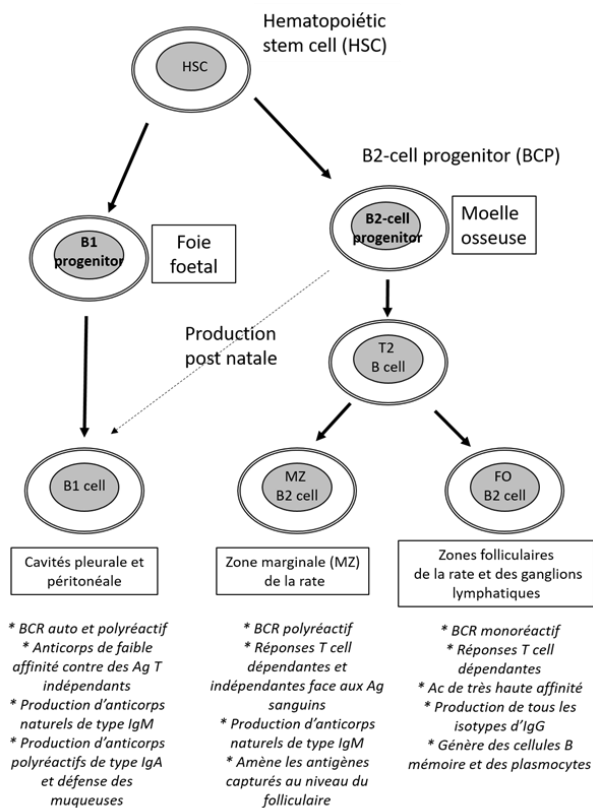 Hematopoiétic
stem cell (HSC)
HSC
B2-cell progenitor (BCP)
B1
progenitor
Foie
foetal
B2-cell
progenitor
Moelle
osseuse
Production
post natale
T2
B cell
B1 cell
MZ
B2 cell
FO
B2 cell
Cavités pleurale et
péritonéale
Zone marginale (MZ)
de la rate
Zones folliculaires
de la rate et des ganglions
lymphatiques
* BCR auto et polyréactif
* Anticorps de faible
affinité contre des Ag T
indépendants
* Production d'anticorps
naturels de type IgM
* Production d'anticorps
polyréactifs de type IgA
et défense des
muqueuses
* BCR polyréactif
* Réponses T cell
dépendantes et
indépendantes face aux Ag
sanguins
* Production d'anticorps
naturels de type IgM
* Amène les antigènes
capturés au niveau du
folliculaire
* BCR monoréactif
* Réponses T cell
dépendantes
* Ac de très haute affinité
* Production de tous les
isotypes d'IgG
* Génère des cellules B
mémoire et des plasmocytes